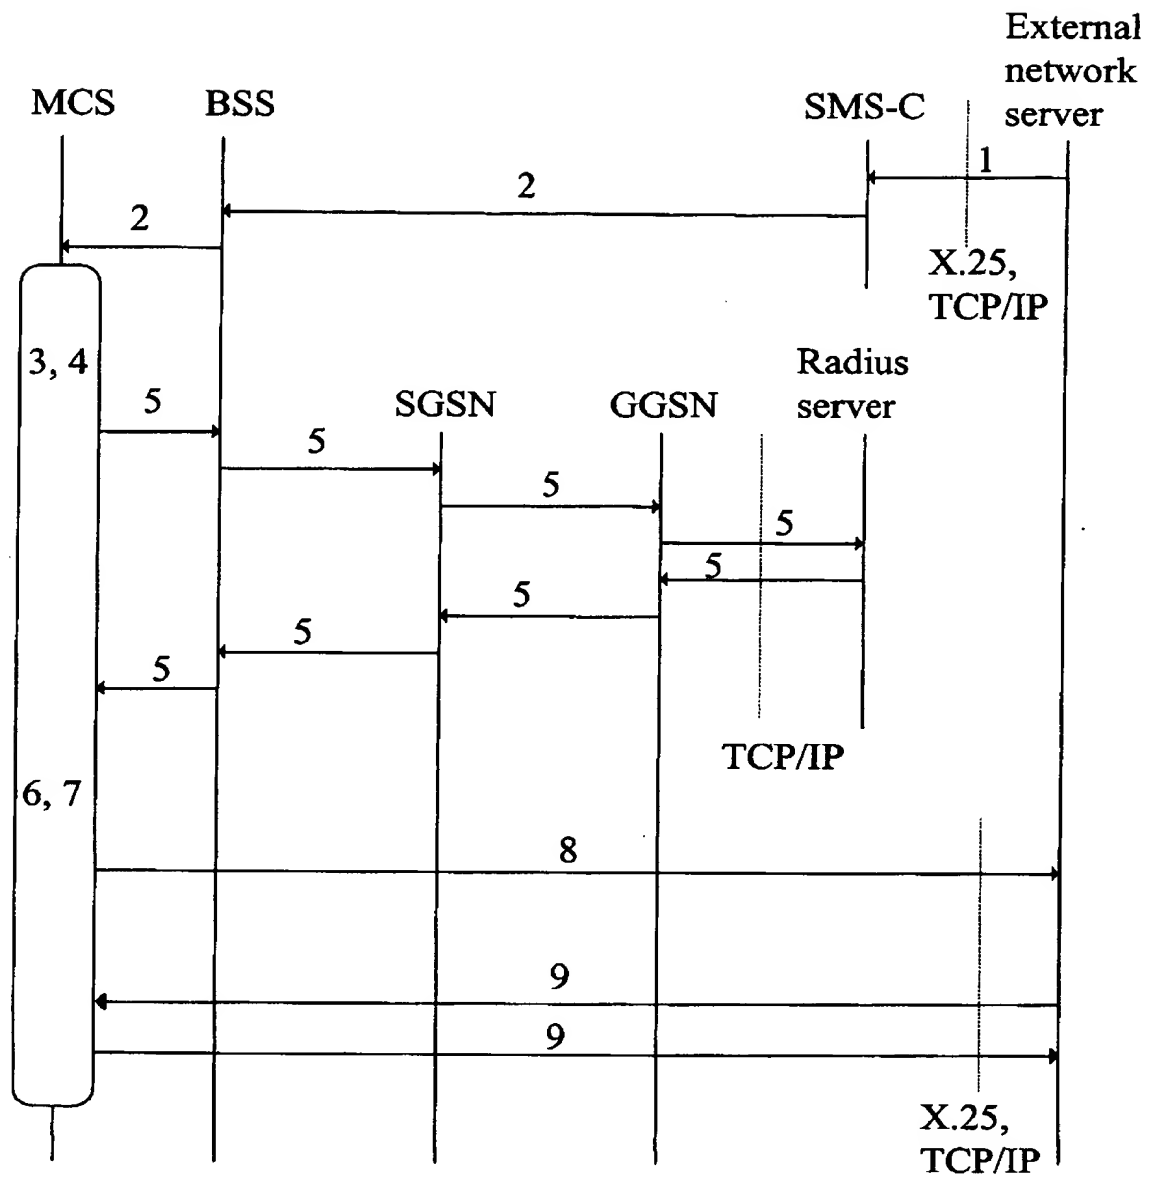 External
network
server
MCS
BSS
SMS-C
1
2
2
X.25,
TCP/IP
3, 4
Radius
server
SGSN
GGSN
5
5
5
5
5
5
5
5
TCP/IP
6, 7
8
9
9
X.25,
TCP/IP